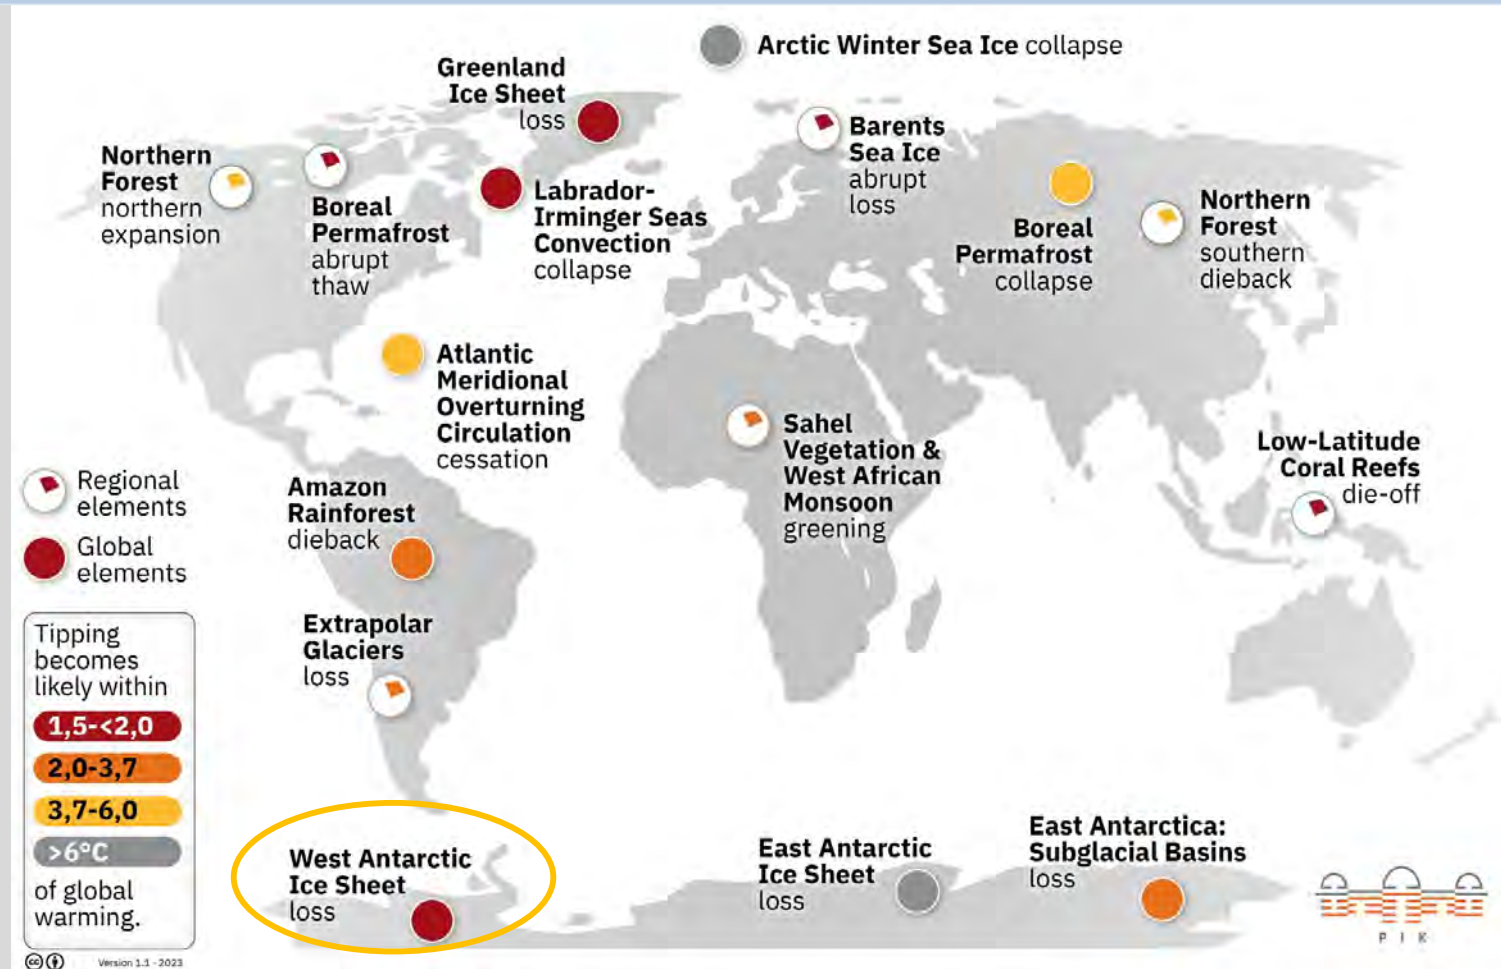 Arctic Winter Sea Ice collapse
Greenland
Ice Sheet
loss
Barents
Sea Ice
abrupt
loss
Northern
Forest
northern
expansion
Boreal
Permafrost
abrupt
thaw
Labrador-
Irminger Seas
Convection
collapse
Boreal
Permafrost
collapse
Northern
Forest
southern
dieback
Atlantic
Meridional
Overturning
Circulation
cessation
Sahel
Vegetation &
West African
Monsoon
greening
Low-Latitude
Coral Reefs
die-off
Regional
elements
Global
elements
Amazon
Rainforest
dieback
Extrapolar
Glaciers
loss
Tipping
becomes
likely within
1,5-<2,0
2,0-3,7
3,7-6,0
>6°C
of global
warming.
West Antarctic
Ice Sheet
loss
East Antarctic
Ice Sheet
loss
East Antarctica:
Subglacial Basins
loss
P I K
cc
Version 1.1 - 2023